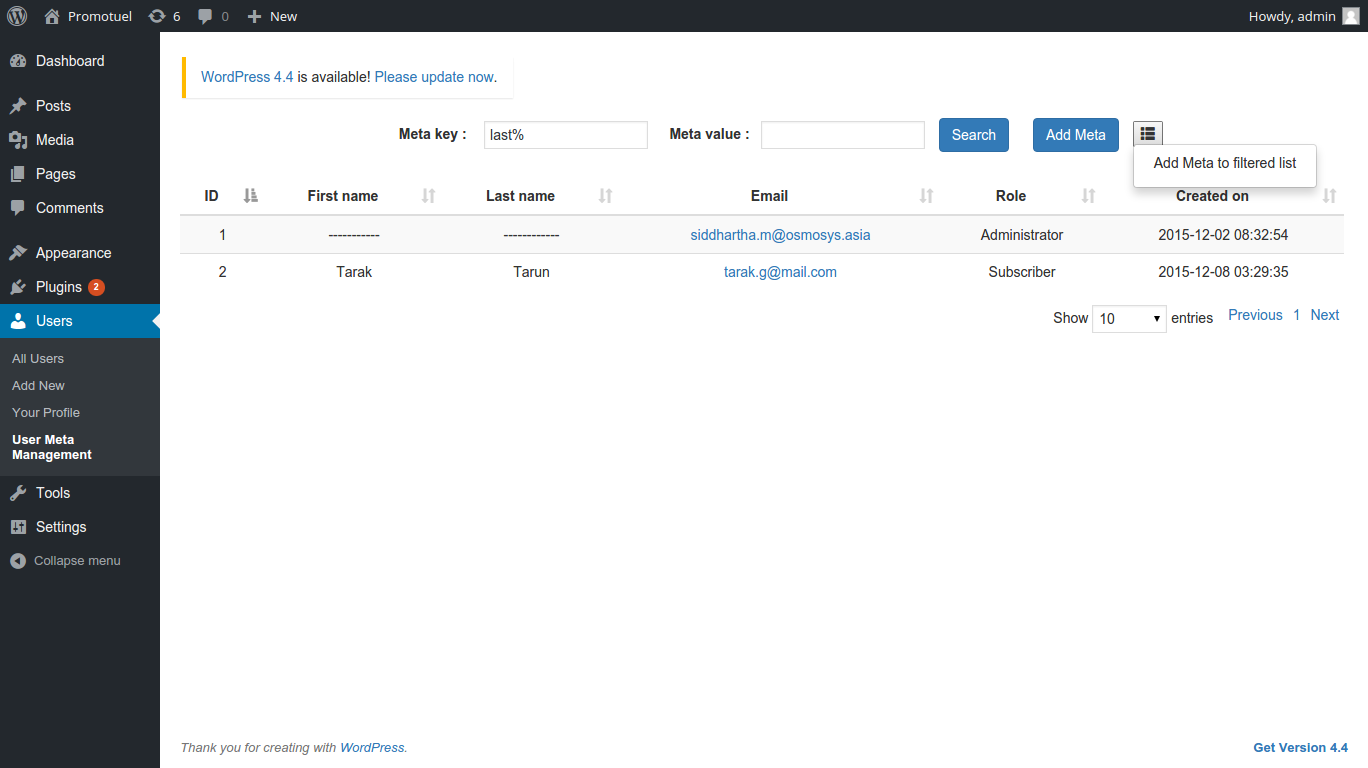 Promotuel 6 0 New Howdy, admin
Dashboard
Posts
Media
Pages
Comments
Appearance
Plugins 2
Users
All Users
Add New
Your Profile
User Meta
Management
Tools
Settings
Collapse menu
WordPress 4.4 is available! Please update now.
Meta key : last% Meta value : Search Add Meta
Add Meta to filtered list
ID First name Last name Email Role Created on
1 ----------- ------------ siddhartha.m@osmosys.asia Administrator 2015-12-02 08:32:54
2 Tarak Tarun tarak.g@mail.com Subscriber 2015-12-08 03:29:35
Show 10 entries Previous 1 Next
Thank you for creating with WordPress. Get Version 4.4